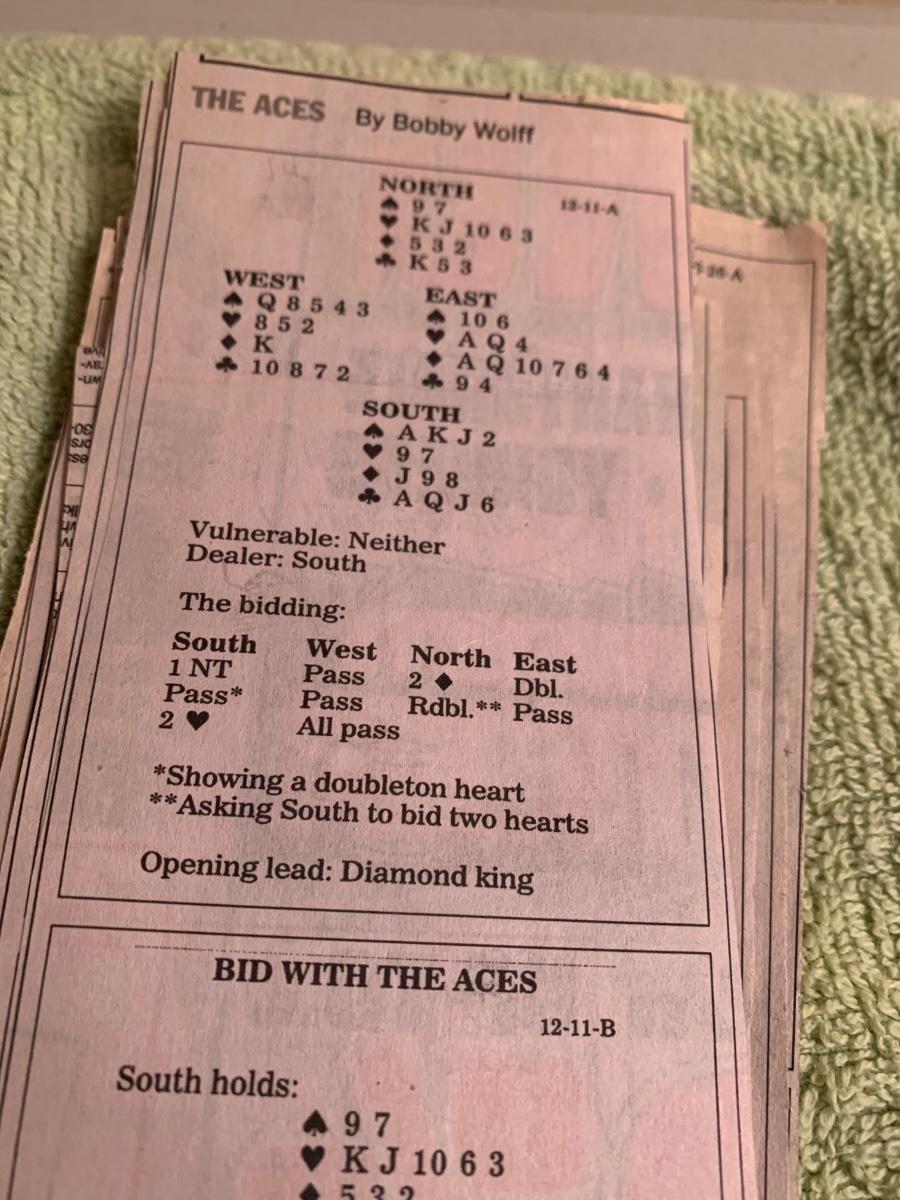 THE ACES By Bobby Wolff
NORTH 12-11-A
♠ 9 7
♥ K J 10 6 3
♦ 5 3 2
♣ K 5 3
WEST
♠ Q 8 5 4 3
♥ 8 5 2
♦ K
♣ 10 8 7 2
EAST
♠ 10 6
♥ A Q 4
♦ A Q 10 7 6 4
♣ 9 4
SOUTH
♠ A K J 2
♥ 9 7
♦ J 9 8
♣ A Q J 6
Vulnerable: Neither
Dealer: South
The bidding:
South West North East
1 NT Pass 2 ♦ Dbl.
Pass* Pass Rdbl.** Pass
2 ♥ All pass
*Showing a doubleton heart
**Asking South to bid two hearts
Opening lead: Diamond king
BID WITH THE ACES
12-11-B
South holds:
♠ 9 7
♥ K J 10 6 3
♦ 5 3 2